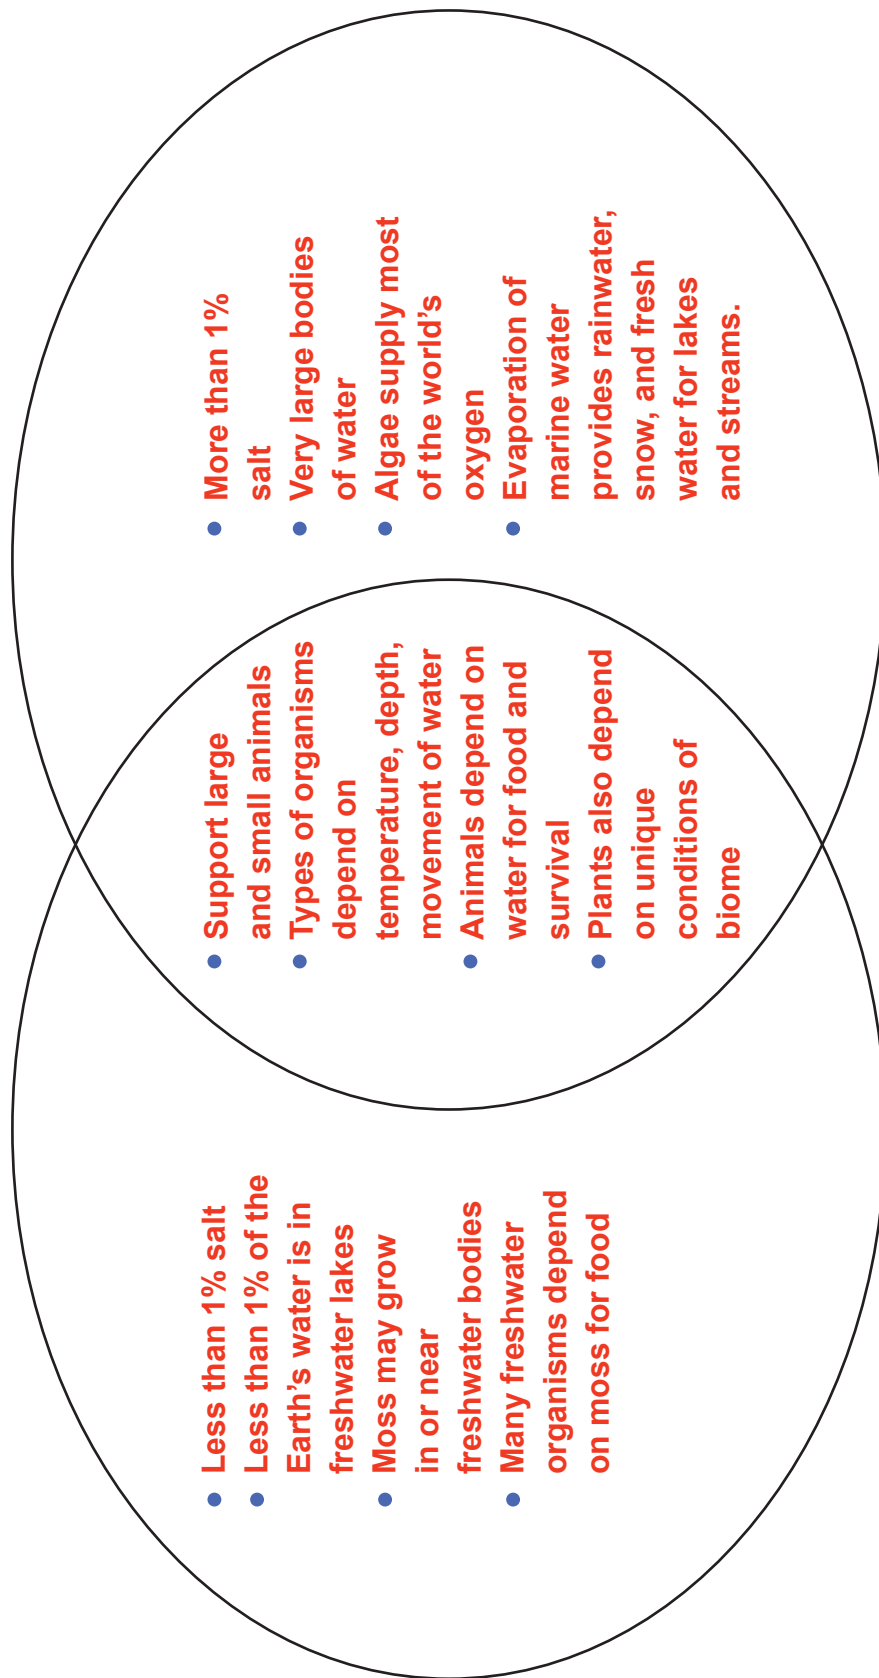 • Less than 1% salt
• Less than 1% of the
Earth’s water is in
freshwater lakes
• Moss may grow
in or near
freshwater bodies
• Many freshwater
organisms depend
on moss for food
• Support large
and small animals
• Types of organisms
depend on
temperature, depth,
movement of water
• Animals depend on
water for food and
survival
• Plants also depend
on unique
conditions of
biome
• More than 1%
salt
• Very large bodies
of water
• Algae supply most
of the world’s
oxygen
• Evaporation of
marine water
provides rainwater,
snow, and fresh
water for lakes
and streams.